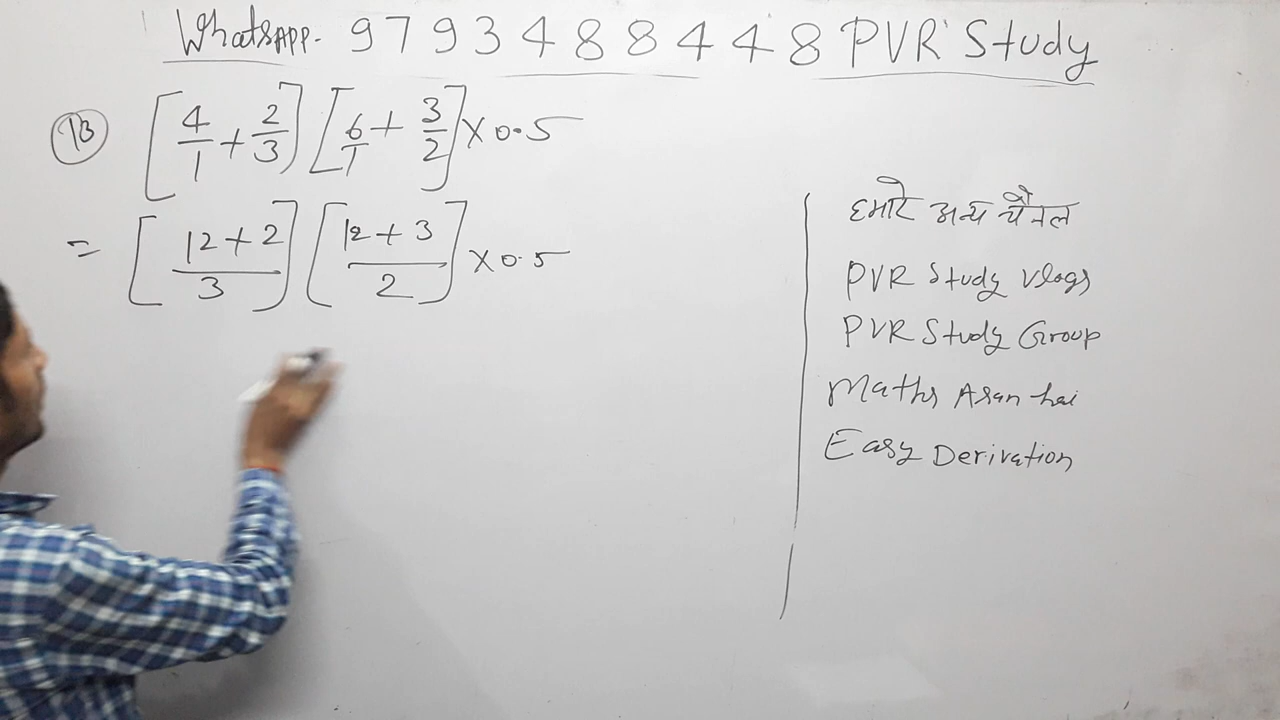 WhatsAPP. 9793488448 PVR Study
13 [4/1 + 2/3] [6/1 + 3/2] × 0.5
= [12 + 2 / 3] [12 + 3 / 2] × 0.5
हमारे अन्य चैनल
PVR Study Vlogs
PVR Study Group
Maths Asan hai
Easy Derivation